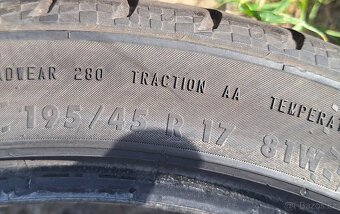 ADWEAR 280 TRACTION AA TEMPERA
195/45 R 17 81W